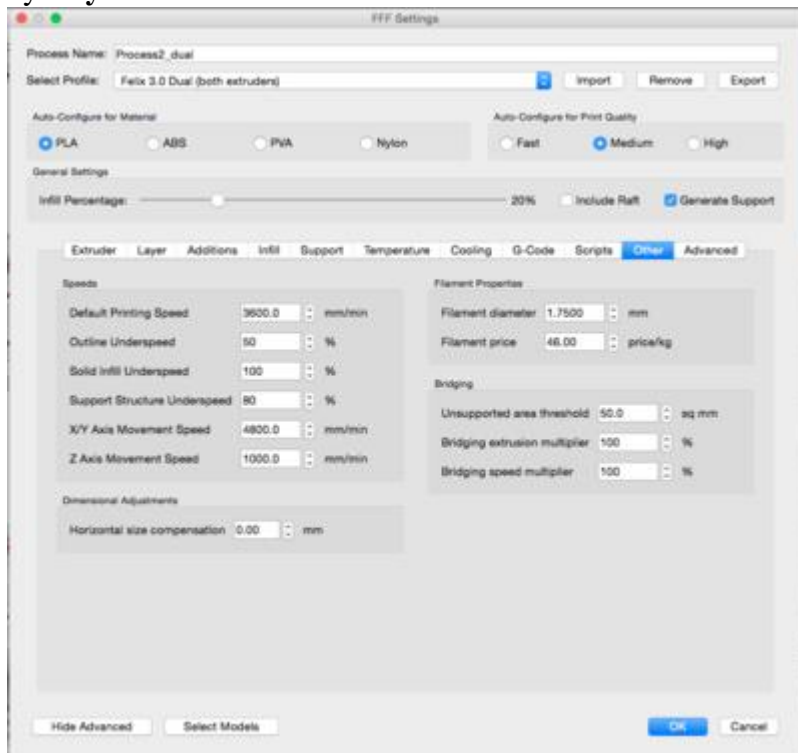 FFF Settings
Process Name: Process2_dual
Select Profile: Felix 3.0 Dual (both extruders) Import Remove Export
Auto-Configure for Material Auto-Configure for Print Quality
PLA ABS PVA Nylon Fast Medium High
General Settings
Infill Percentage: 20% Include Raft Generate Support
Extruder Layer Additions Infill Support Temperature Cooling G-Code Scripts Other Advanced
Speeds Filament Properties
Default Printing Speed 3600.0 mm/min Filament diameter 1.7500 mm
Outline Underspeed 50 % Filament price 46.00 price/kg
Solid Infill Underspeed 100 %
Bridging
Support Structure Underspeed 80 % Unsupported area threshold 50.0 sq mm
X/Y Axis Movement Speed 4800.0 mm/min Bridging extrusion multiplier 100 %
Z Axis Movement Speed 1000.0 mm/min Bridging speed multiplier 100 %
Dimensional Adjustments
Horizontal size compensation 0.00 mm
Hide Advanced Select Models OK Cancel